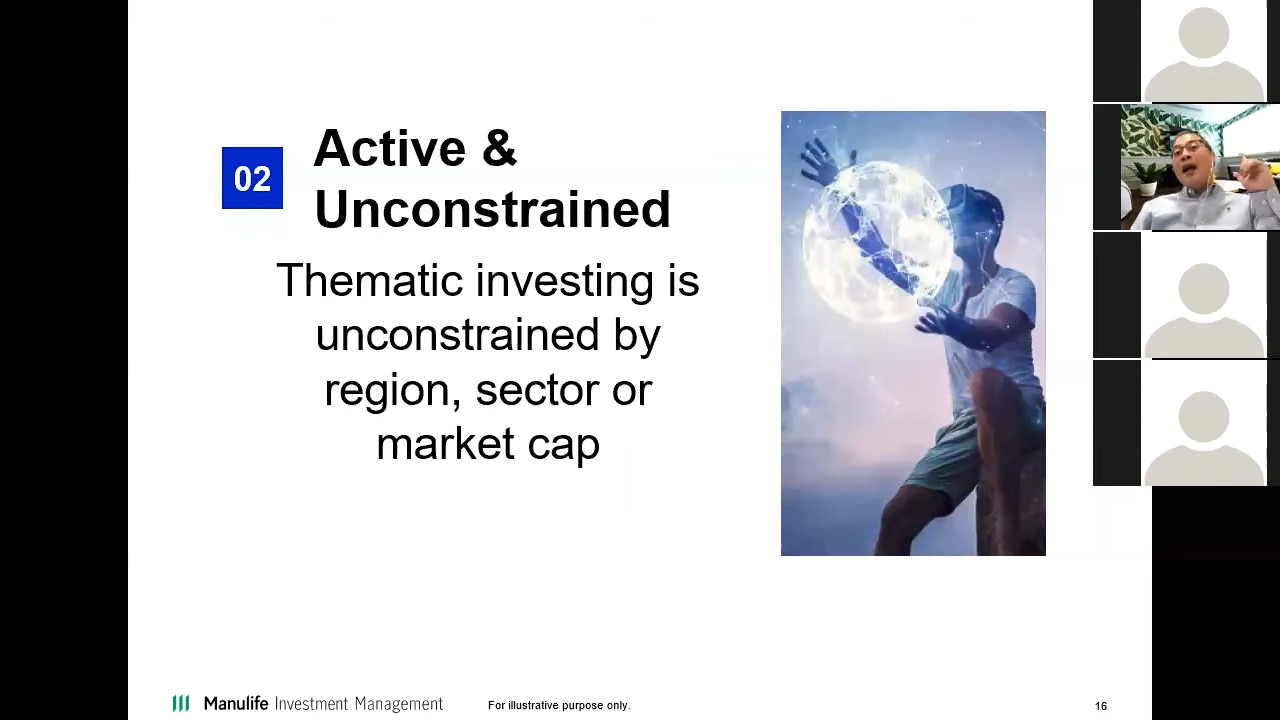 02
Active &
Unconstrained
Thematic investing is
unconstrained by
region, sector or
market cap
Manulife Investment Management
For illustrative purpose only.
16